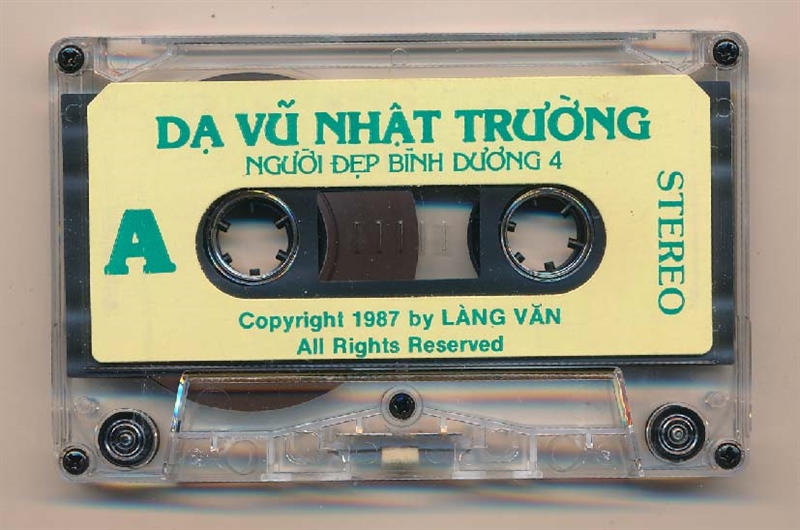 DẠ VŨ NHẬT TRƯỜNG
NGƯỜI ĐẸP BÌNH DƯƠNG 4
A
STEREO
Copyright 1987 by LÀNG VĂN
All Rights Reserved